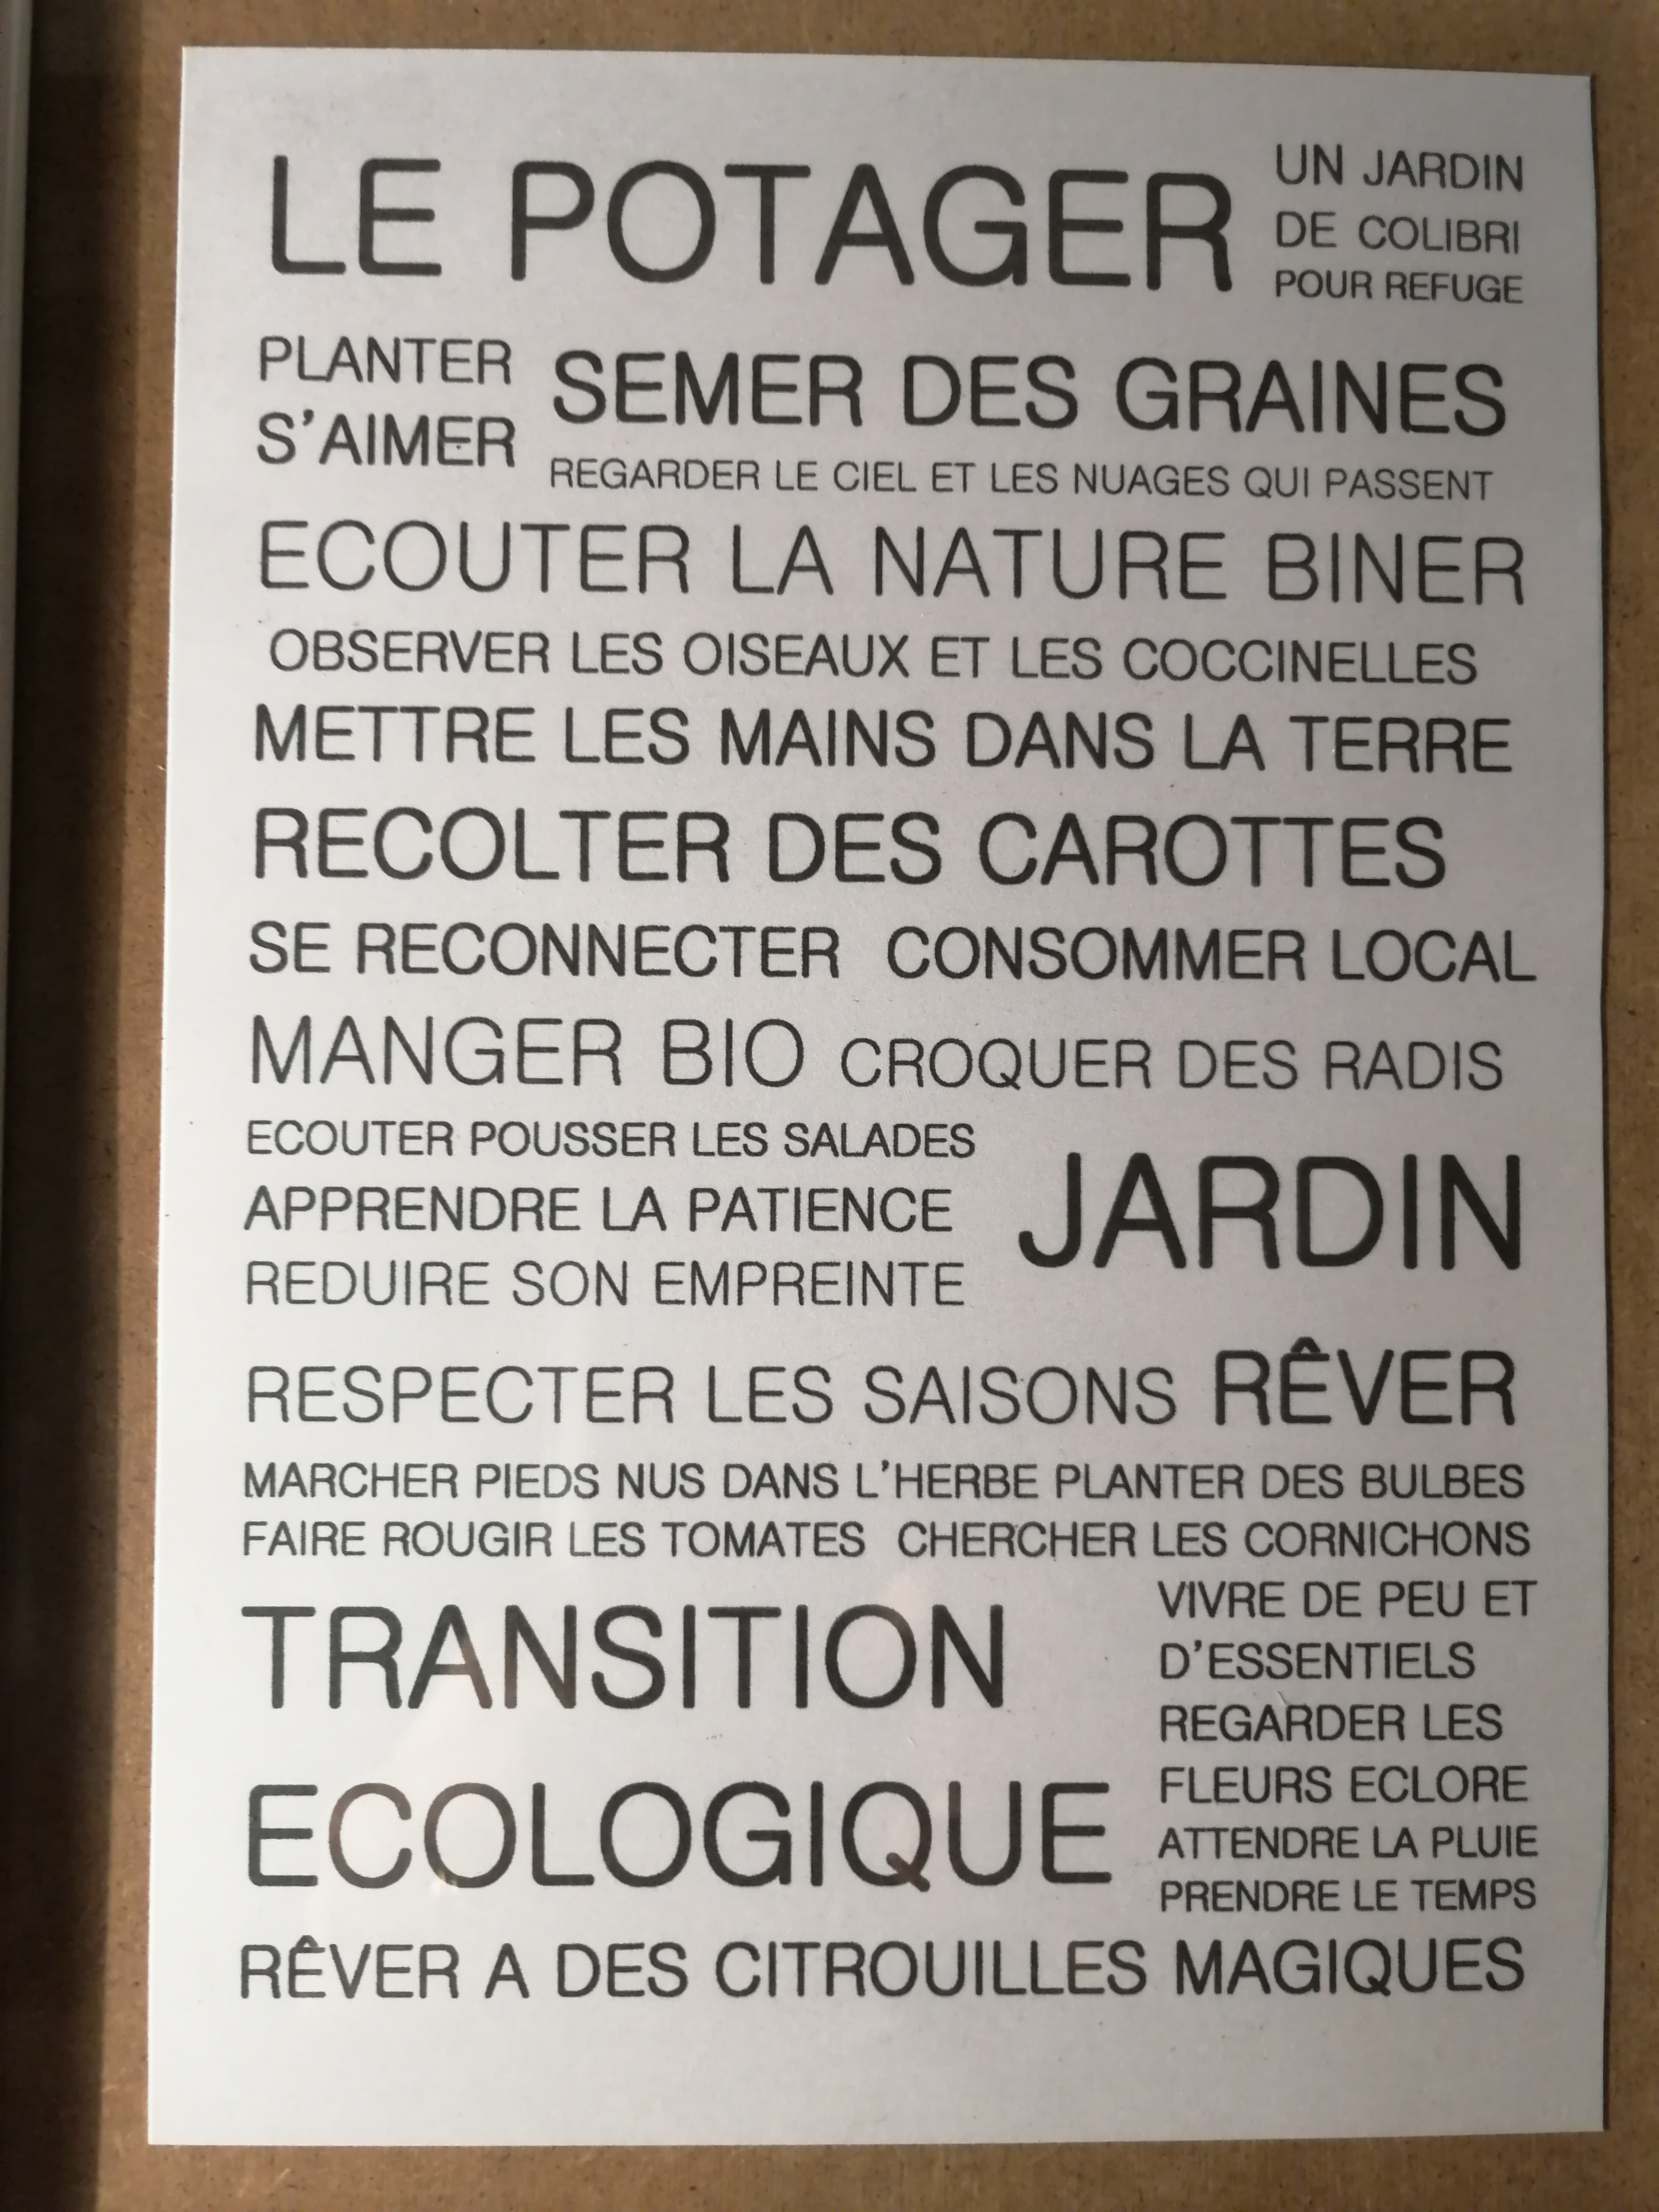 LE POTAGER
UN JARDIN
DE COLIBRI
POUR REFUGE
PLANTER
S'AIMER
SEMER DES GRAINES
REGARDER LE CIEL ET LES NUAGES QUI PASSENT
ECOUTER LA NATURE BINER
OBSERVER LES OISEAUX ET LES COCCINELLES
METTRE LES MAINS DANS LA TERRE
RECOLTER DES CAROTTES
SE RECONNECTER CONSOMMER LOCAL
MANGER BIO CROQUER DES RADIS
ECOUTER POUSSER LES SALADES
APPRENDRE LA PATIENCE
REDUIRE SON EMPREINTE
JARDIN
RESPECTER LES SAISONS RÊVER
MARCHER PIEDS NUS DANS L'HERBE PLANTER DES BULBES
FAIRE ROUGIR LES TOMATES CHERCHER LES CORNICHONS
TRANSITION
ECOLOGIQUE
VIVRE DE PEU ET
D'ESSENTIELS
REGARDER LES
FLEURS ECLORE
ATTENDRE LA PLUIE
PRENDRE LE TEMPS
RÊVER A DES CITROUILLES MAGIQUES